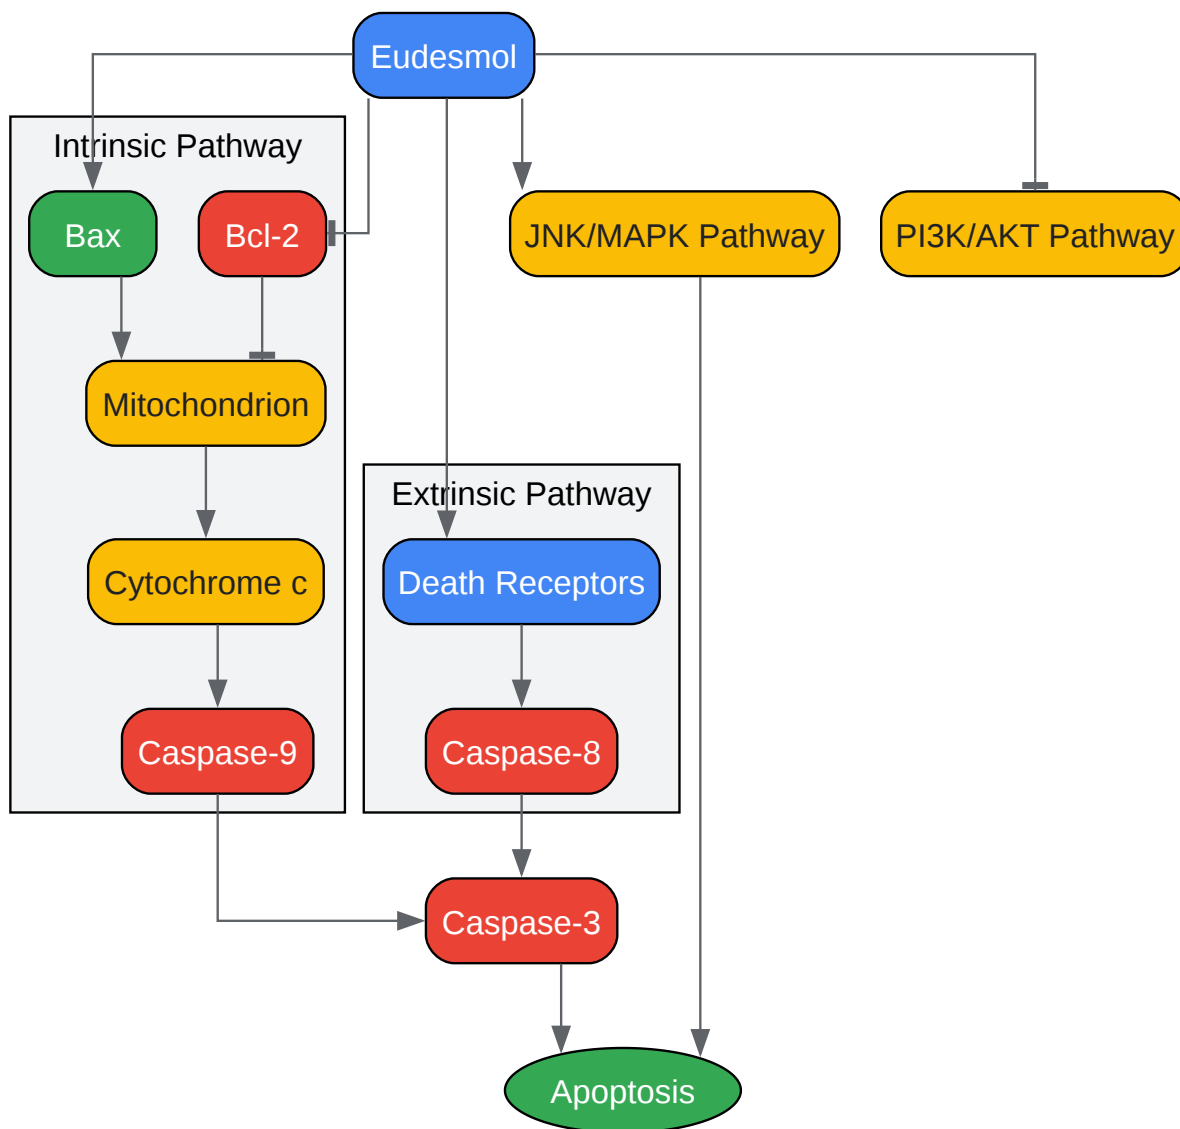 Eudesmol
Intrinsic Pathway
Bax
Bcl-2
JNK/MAPK Pathway
PI3K/AKT Pathway
Mitochondrion
Extrinsic Pathway
Cytochrome c
Death Receptors
Caspase-9
Caspase-8
Caspase-3
Apoptosis